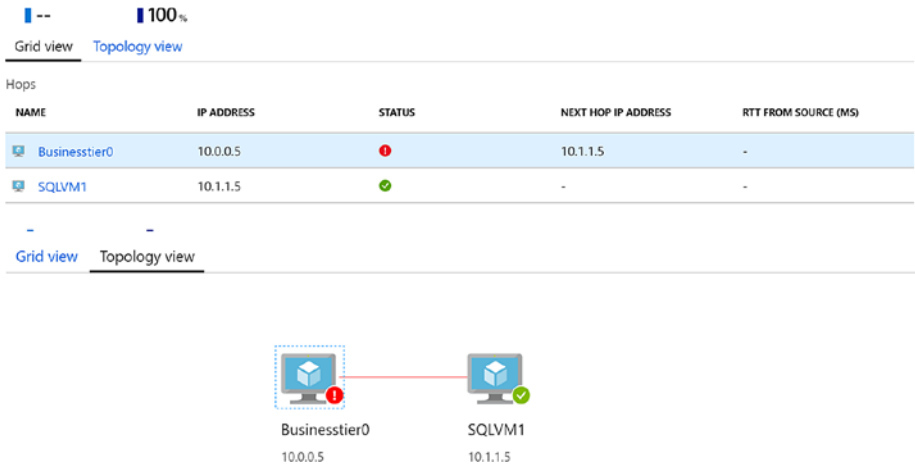 -- 100 %
Grid view Topology view
Hops
NAME IP ADDRESS STATUS NEXT HOP IP ADDRESS RTT FROM SOURCE (MS)
Businesstier0 10.0.0.5 10.1.1.5 -
SQLVM1 10.1.1.5 - -
- -
Grid view Topology view
Businesstier0 SQLVM1
10.0.0.5 10.1.1.5